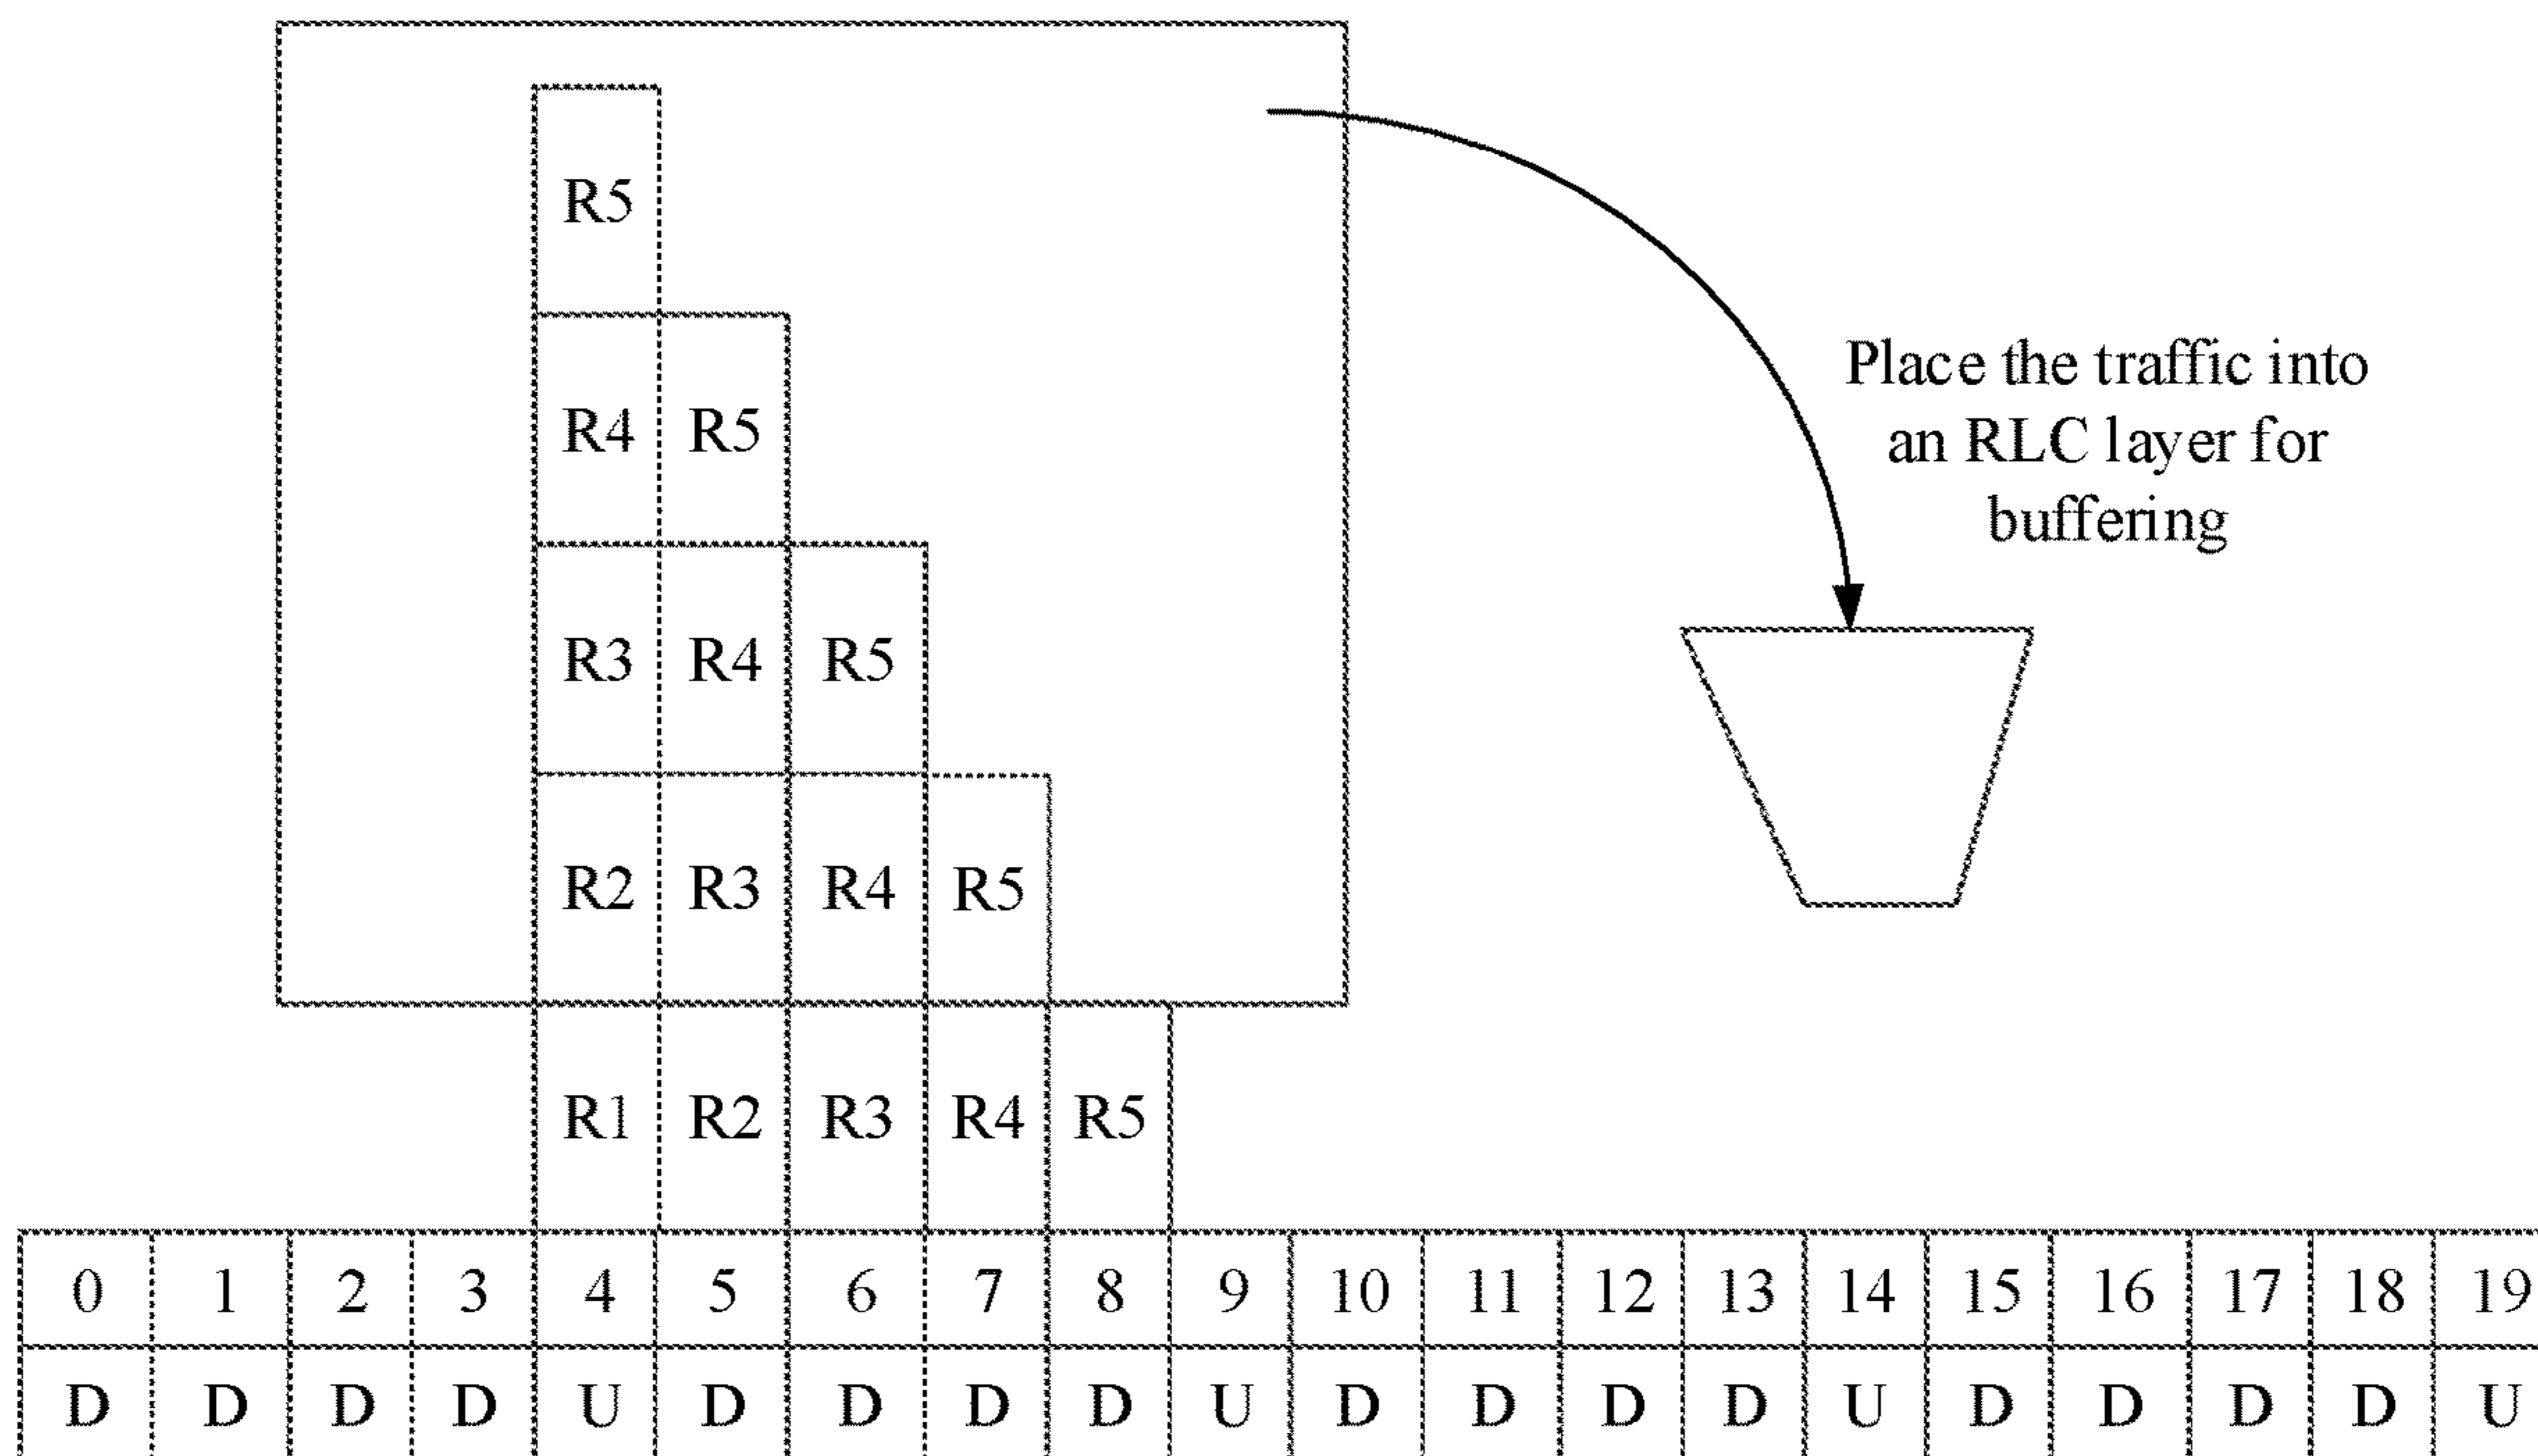 R5
R4 R5
Place the traffic into
an RLC layer for
buffering
R3 R4 R5
R2 R3 R4 R5
R1 R2 R3 R4 R5
0 1 2 3 4 5 6 7 8 9 10 11 12 13 14 15 16 17 18 19
D D D D U D D D D U D D D D U D D D D U